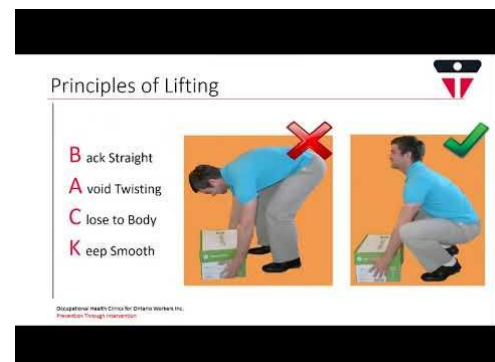 Principles of Lifting
B ack Straight
A void Twisting
C lose to Body
K eep Smooth
Occupational Health Clinics for Ontario Workers Inc.
Prevention Through Intervention